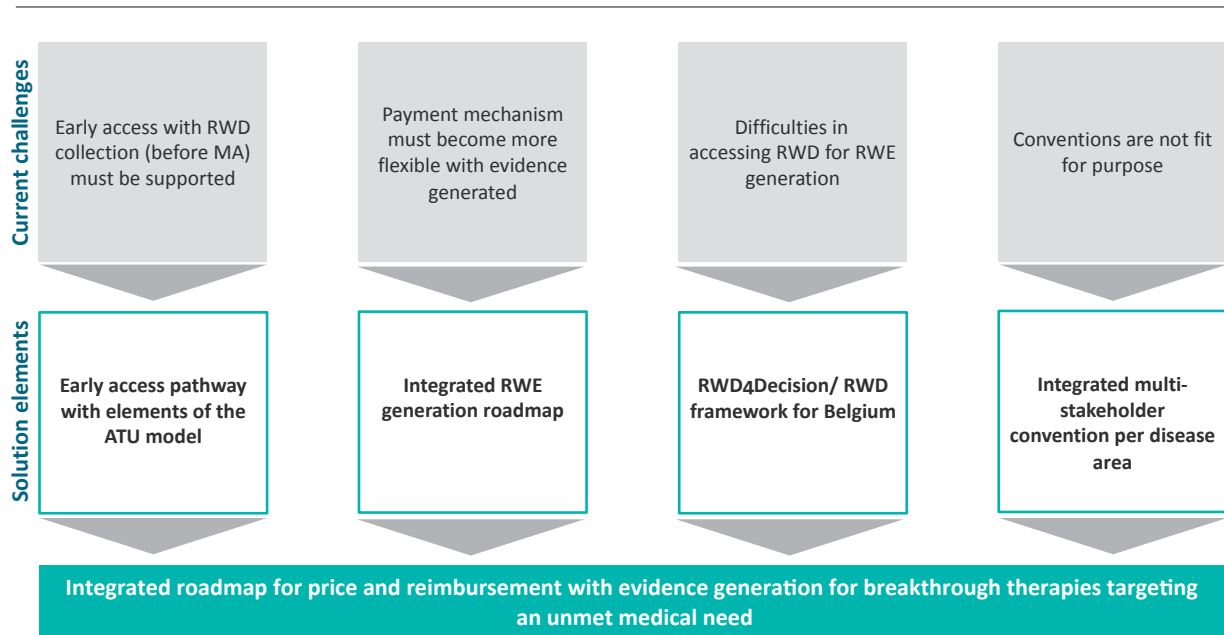 Current challenges
Early access with RWD
collection (before MA)
must be supported
Payment mechanism
must become more
flexible with evidence
generated
Difficulties in
accessing RWD for RWE
generation
Conventions are not fit
for purpose
Solution elements
Early access pathway
with elements of the
ATU model
Integrated RWE
generation roadmap
RWD4Decision/ RWD
framework for Belgium
Integrated multi-
stakeholder
convention per disease
area
Integrated roadmap for price and reimbursement with evidence generation for breakthrough therapies targeting
an unmet medical need